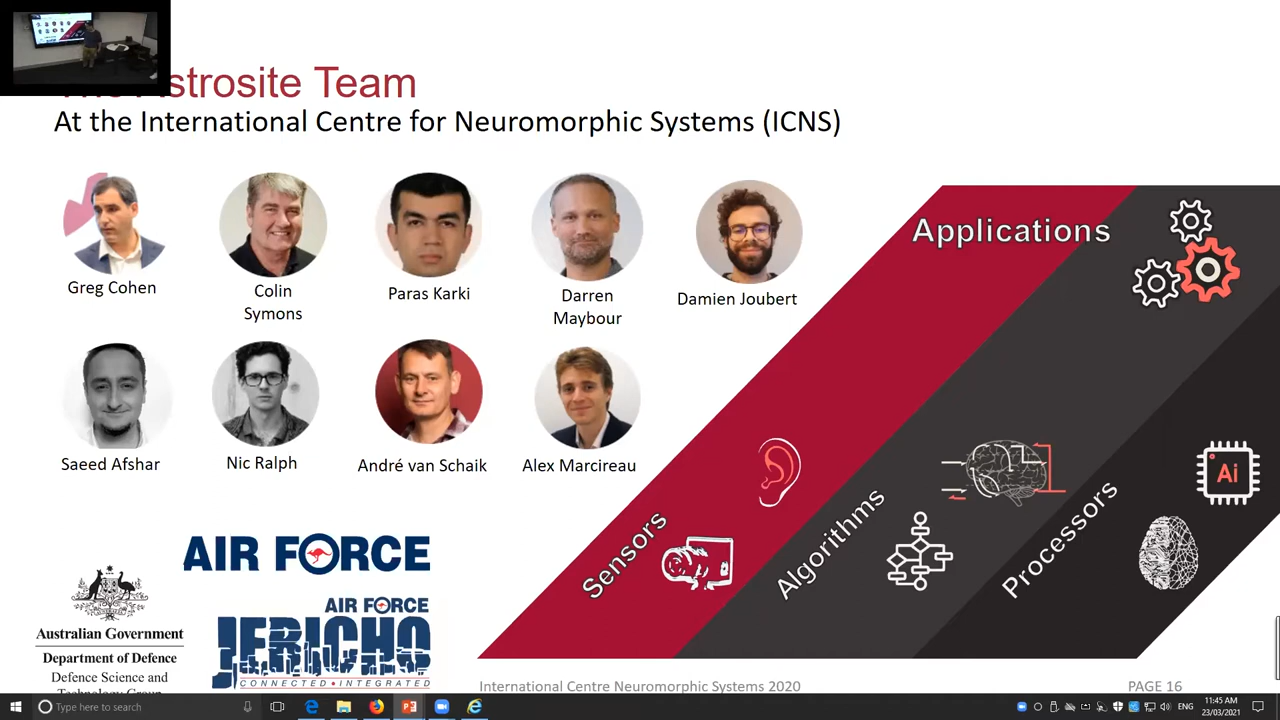 Astrosite Team
At the International Centre for Neuromorphic Systems (ICNS)
Greg Cohen
Colin
Symons
Paras Karki
Darren
Maybour
Damien Joubert
Saeed Afshar
Nic Ralph
André van Schaik
Alex Marcireau
Applications
Sensors
Algorithms
Processors
Ai
AIR FORCE
AIR FORCE
JERICHO
CONNECTED • INTEGRATED
Australian Government
Department of Defence
Defence Science and
Technology Group
International Centre Neuromorphic Systems 2020
PAGE 16
Type here to search
ENG
11:45 AM
23/03/2021